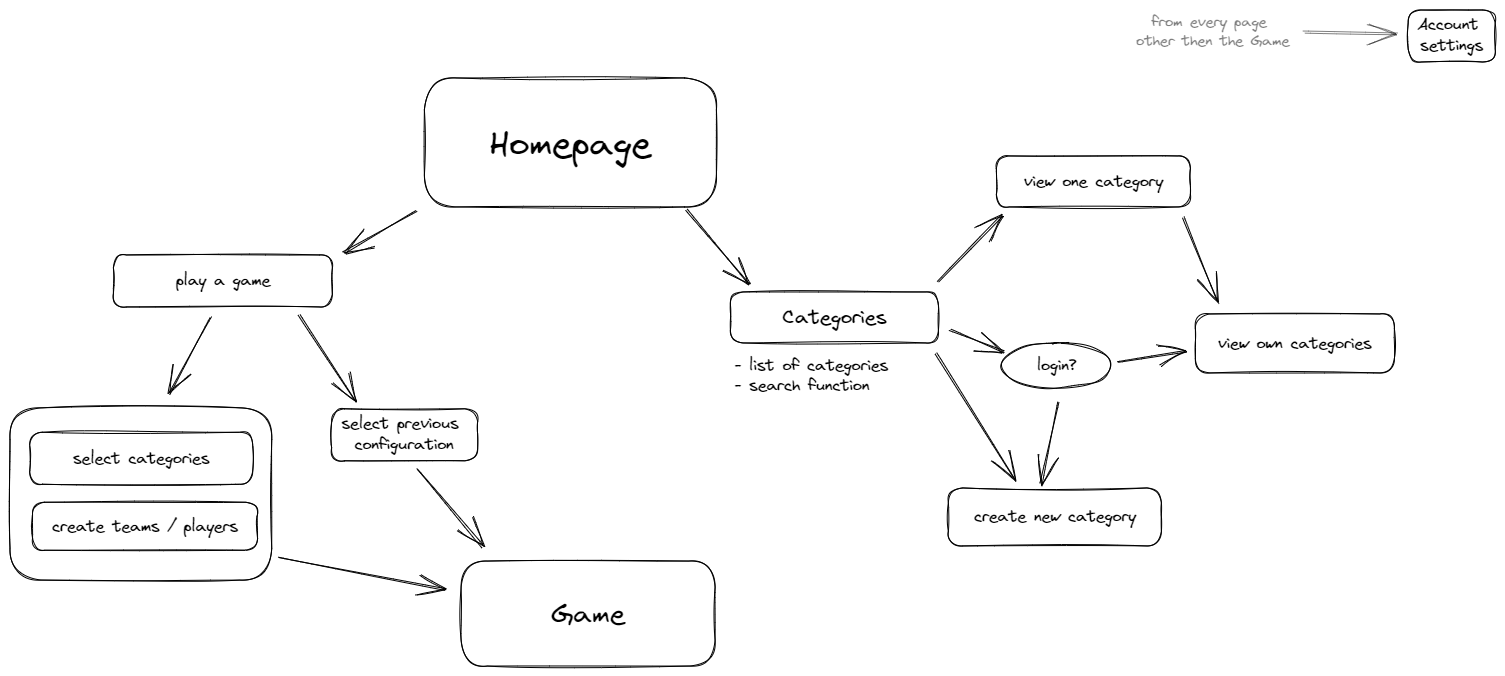 from every page
other then the Game
Account
settings
Homepage
view one category
play a game
Categories
- list of categories
- search function
login?
view own categories
select previous
configuration
select categories
create teams / players
create new category
Game